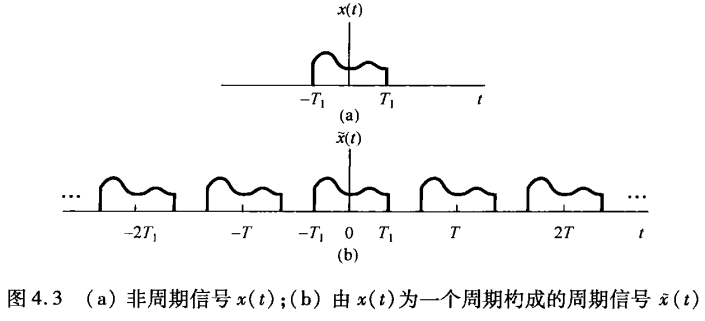 x(t)
-T₁ T₁ t
(a)
x̃(t)
... ...
-2T₁ -T -T₁ 0 T₁ T 2T t
(b)
图4.3 (a) 非周期信号 x(t);(b) 由 x(t)为一个周期构成的周期信号 x̃(t)